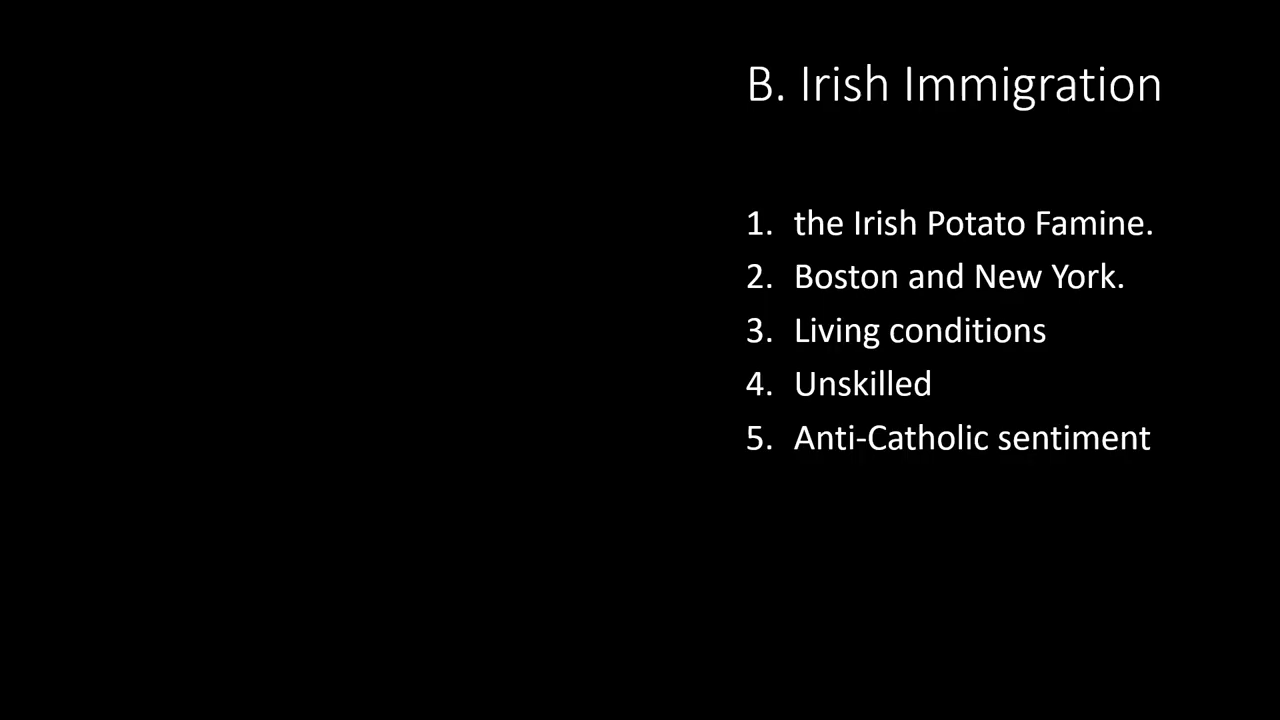 B. Irish Immigration
1. the Irish Potato Famine.
2. Boston and New York.
3. Living conditions
4. Unskilled
5. Anti-Catholic sentiment